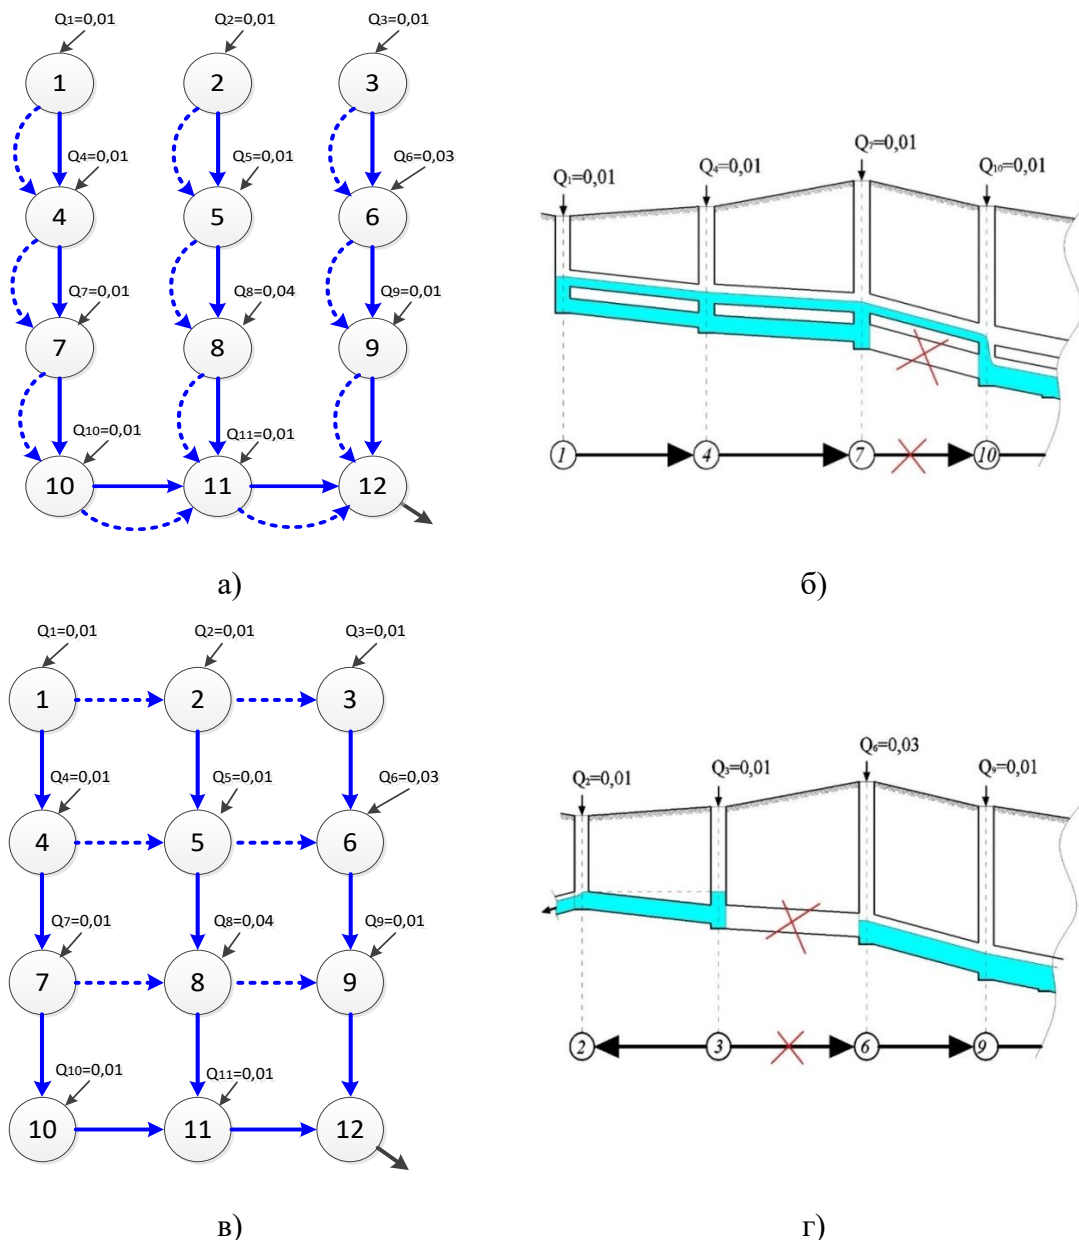 Q1=0,01 Q2=0,01 Q3=0,01
1 2 3
Q4=0,01 Q5=0,01 Q6=0,03
4 5 6
Q7=0,01 Q8=0,04 Q9=0,01
7 8 9
Q10=0,01 Q11=0,01
10 11 12
а)
Q7=0,01
Q1=0,01 Q4=0,01 Q10=0,01
1 4 7 10
б)
Q1=0,01 Q2=0,01 Q3=0,01
1 2 3
Q4=0,01 Q5=0,01 Q6=0,03
4 5 6
Q7=0,01 Q8=0,04 Q9=0,01
7 8 9
Q10=0,01 Q11=0,01
10 11 12
в)
Q6=0,03
Q2=0,01 Q3=0,01 Q9=0,01
2 3 6 9
г)